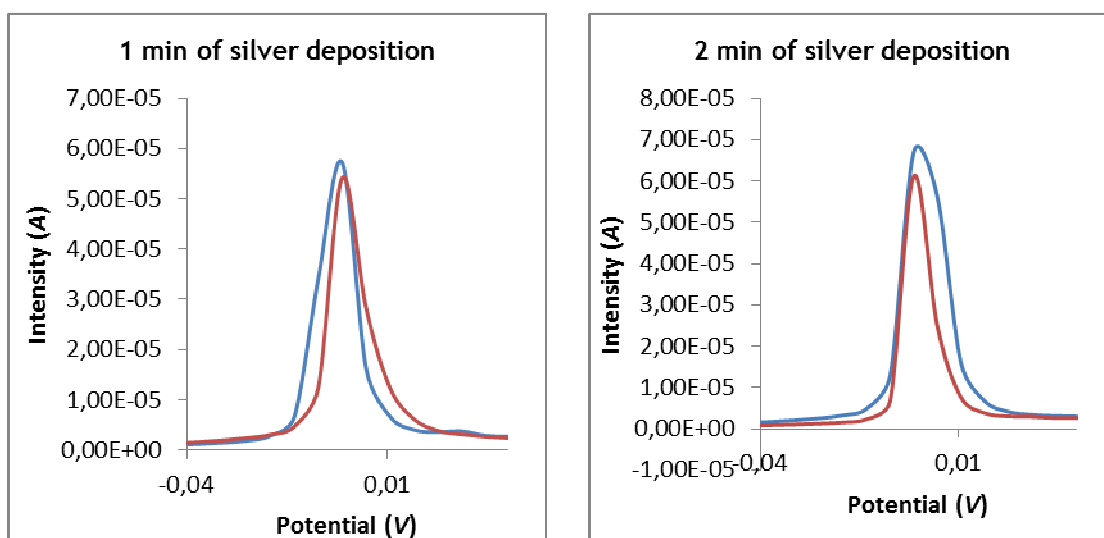 1 min of silver deposition
7,00E-05
6,00E-05
5,00E-05
4,00E-05
3,00E-05
2,00E-05
1,00E-05
0,00E+00
-0,04
0,01
Intensity (A)
Potential (V)
2 min of silver deposition
8,00E-05
7,00E-05
6,00E-05
5,00E-05
4,00E-05
3,00E-05
2,00E-05
1,00E-05
0,00E+00
-1,00E-05
-0,04
0,01
Intensity (A)
Potential (V)